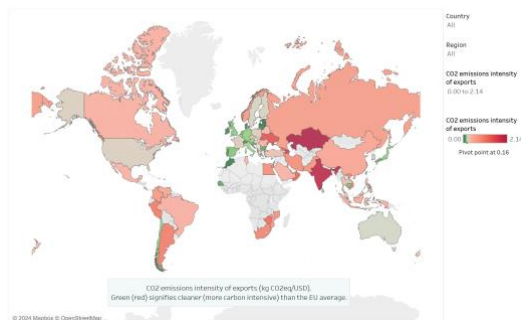 Country
All
Region
All
CO2 emissions intensity
of exports
0.00 to 2.14
CO2 emissions intensity
of exports
0.00 2.14
Pivot point at 0.16
CO2 emissions intensity of exports (kg CO2eq/USD).
Green (red) signifies cleaner (more carbon intensive) than the EU average.
© 2024 Mapbox © OpenStreetMap